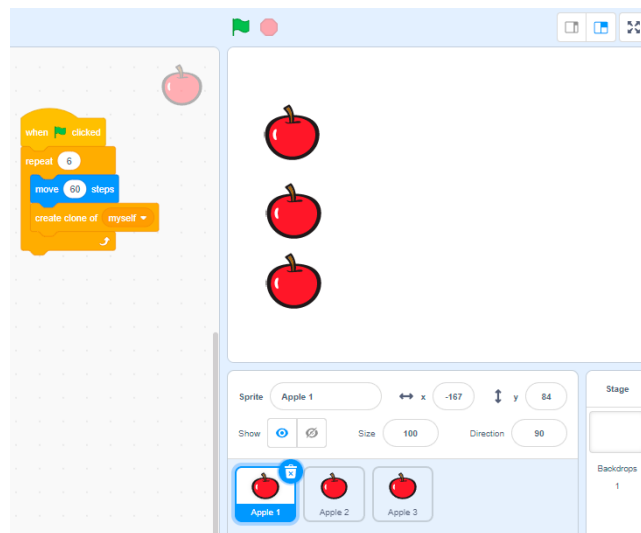 when clicked
repeat 6
move 60 steps
create clone of myself
Sprite Apple 1 x -167 y 84
Show Size 100 Direction 90
Apple 1 Apple 2 Apple 3
Stage
Backdrops
1